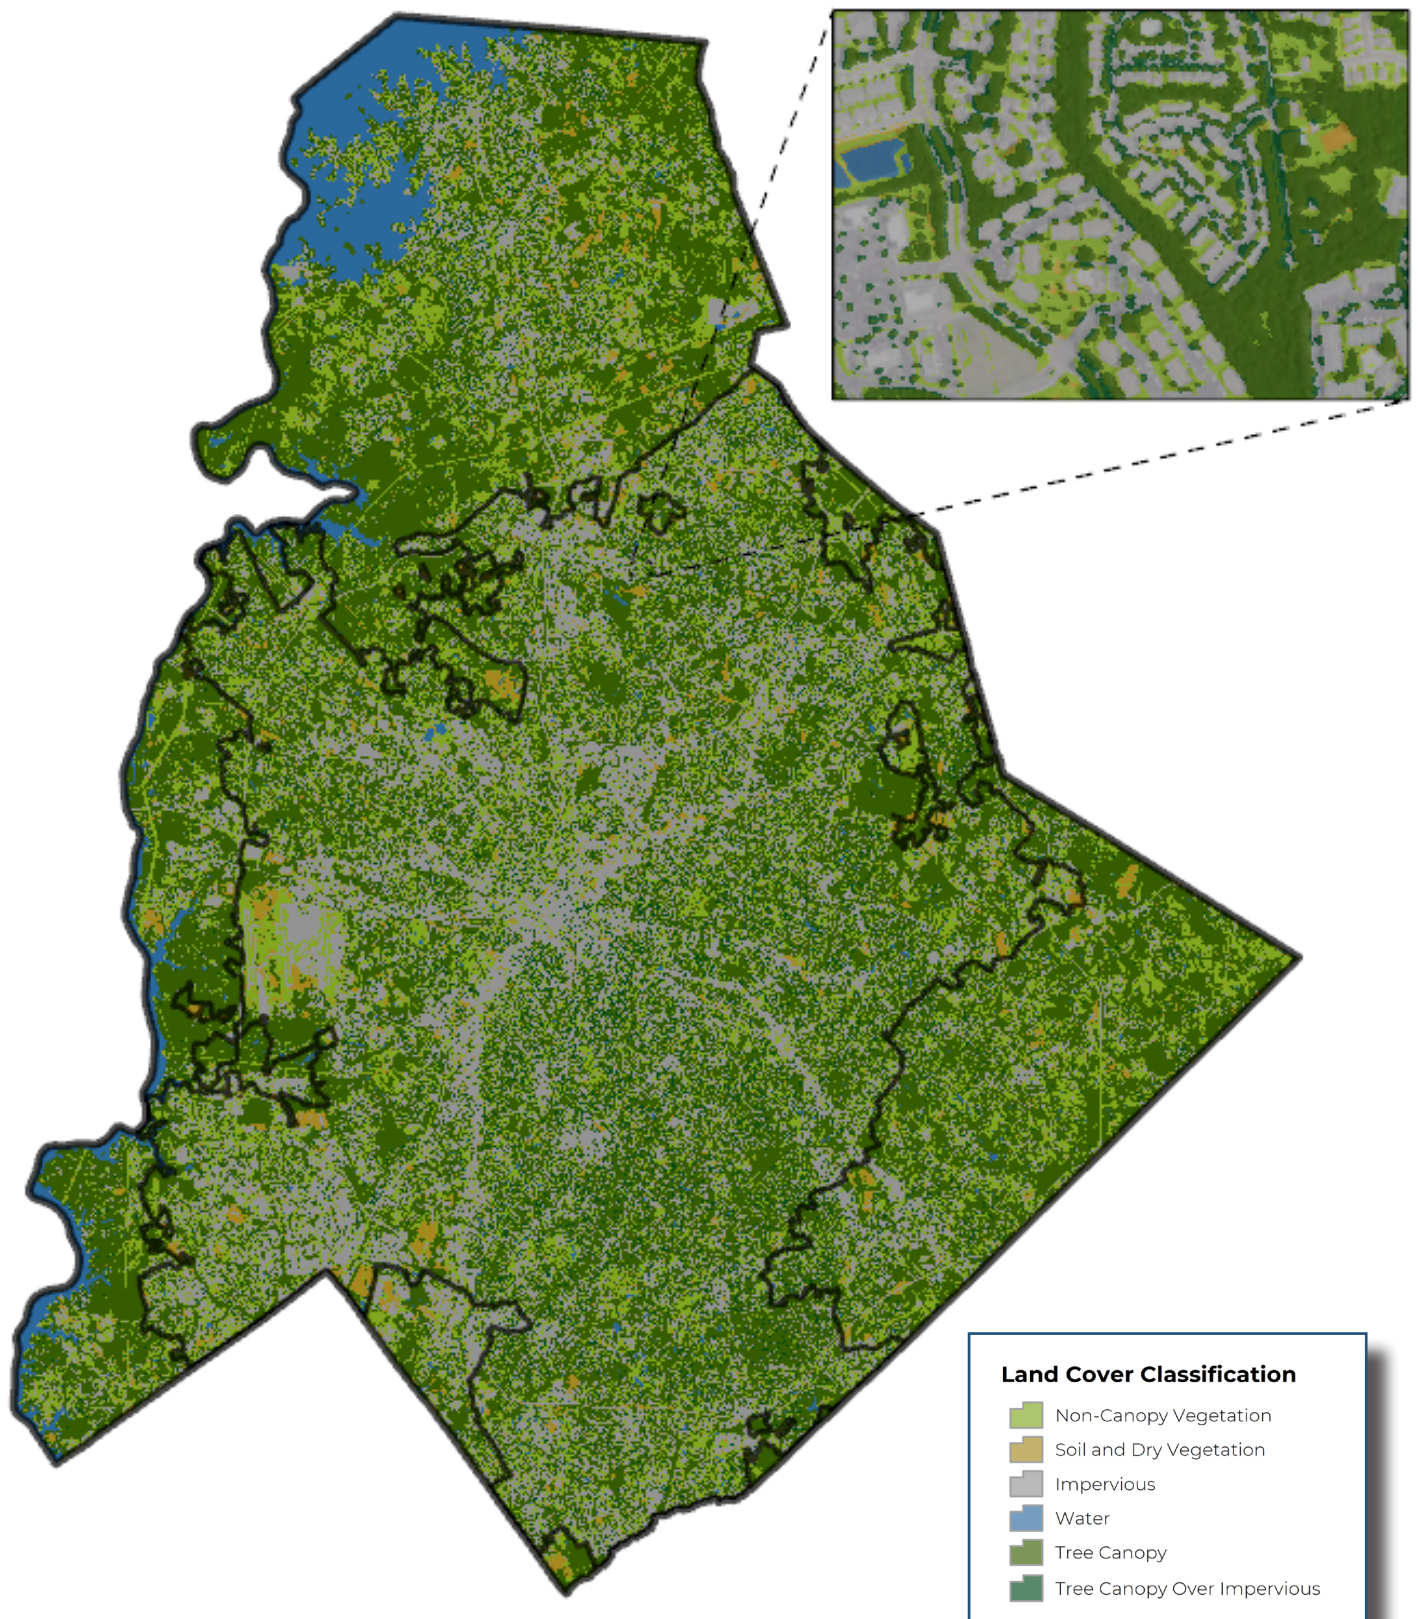 Land Cover Classification
Non-Canopy Vegetation
Soil and Dry Vegetation
Impervious
Water
Tree Canopy
Tree Canopy Over Impervious